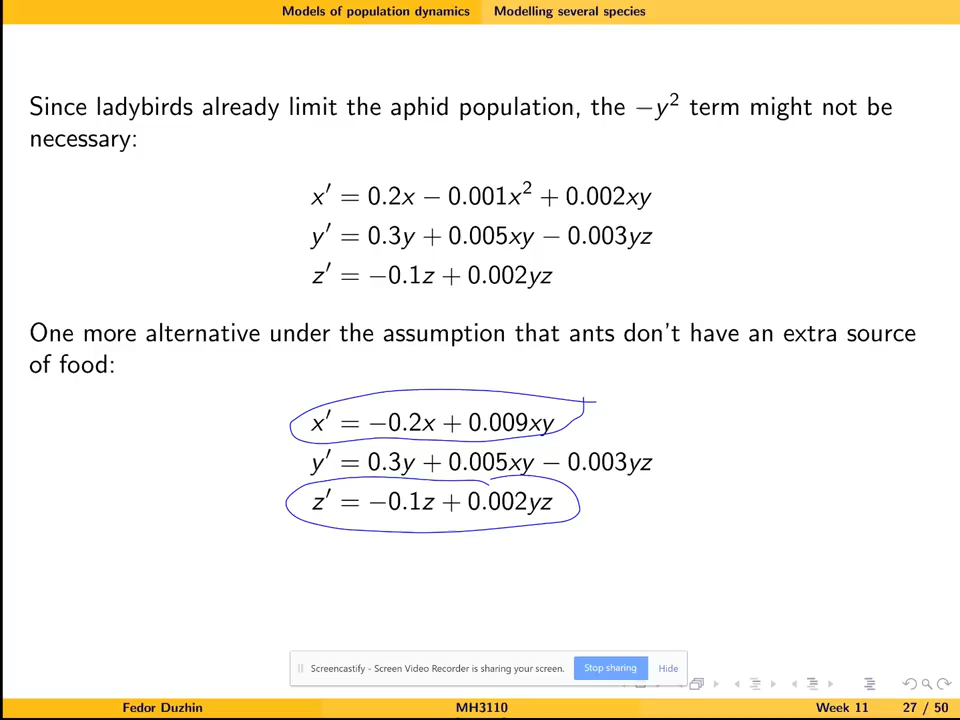 Models of population dynamics Modelling several species
Since ladybirds already limit the aphid population, the −y² term might not be
necessary:
x′ = 0.2x − 0.001x² + 0.002xy
y′ = 0.3y + 0.005xy − 0.003yz
z′ = −0.1z + 0.002yz
One more alternative under the assumption that ants don't have an extra source
of food:
x′ = −0.2x + 0.009xy
y′ = 0.3y + 0.005xy − 0.003yz
z′ = −0.1z + 0.002yz
Screencastify - Screen Video Recorder is sharing your screen. Stop sharing Hide
Fedor Duzhin MH3110 Week 11 27 / 50